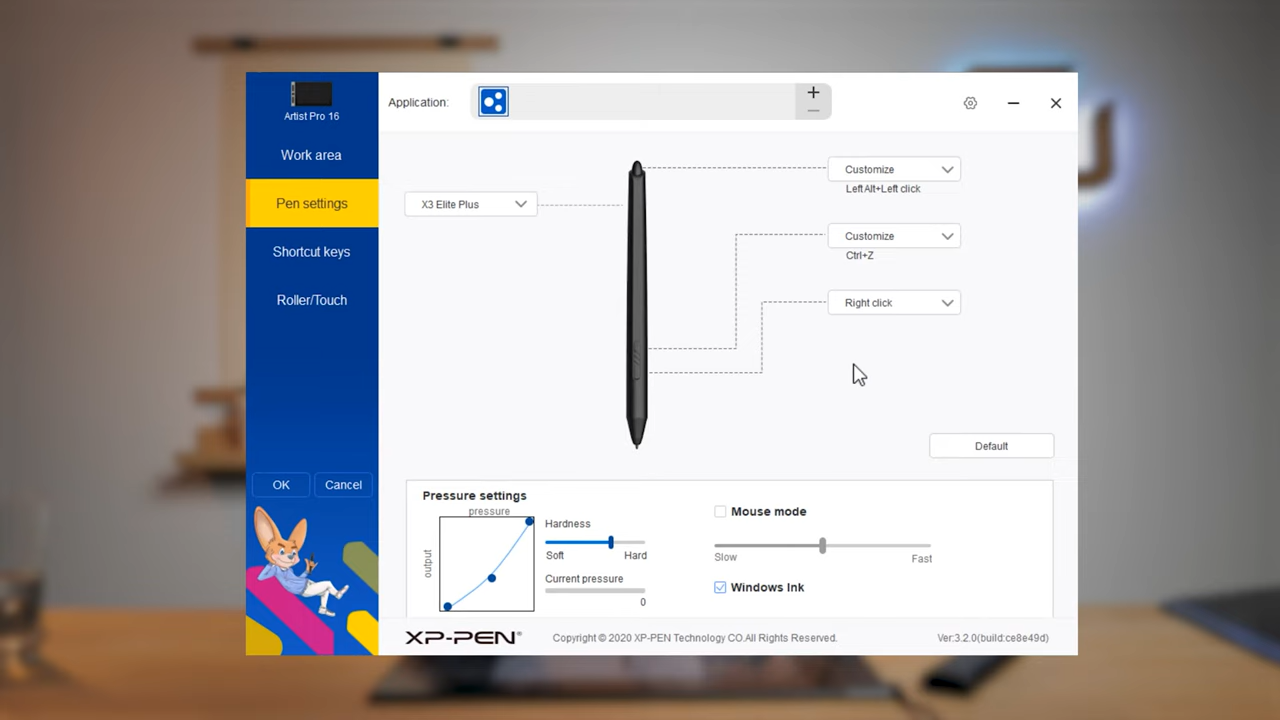 Artist Pro 16
Work area
Pen settings
Shortcut keys
Roller/Touch
OK
Cancel
Application:
X3 Elite Plus
Customize
Left Alt+Left click
Customize
Ctrl+Z
Right click
Default
Pressure settings
pressure
output
Hardness
Soft Hard
Current pressure
0
Mouse mode
Slow Fast
Windows Ink
XP-PEN®
Copyright © 2020 XP-PEN Technology CO.All Rights Reserved.
Ver:3.2.0(build:ce8e49d)